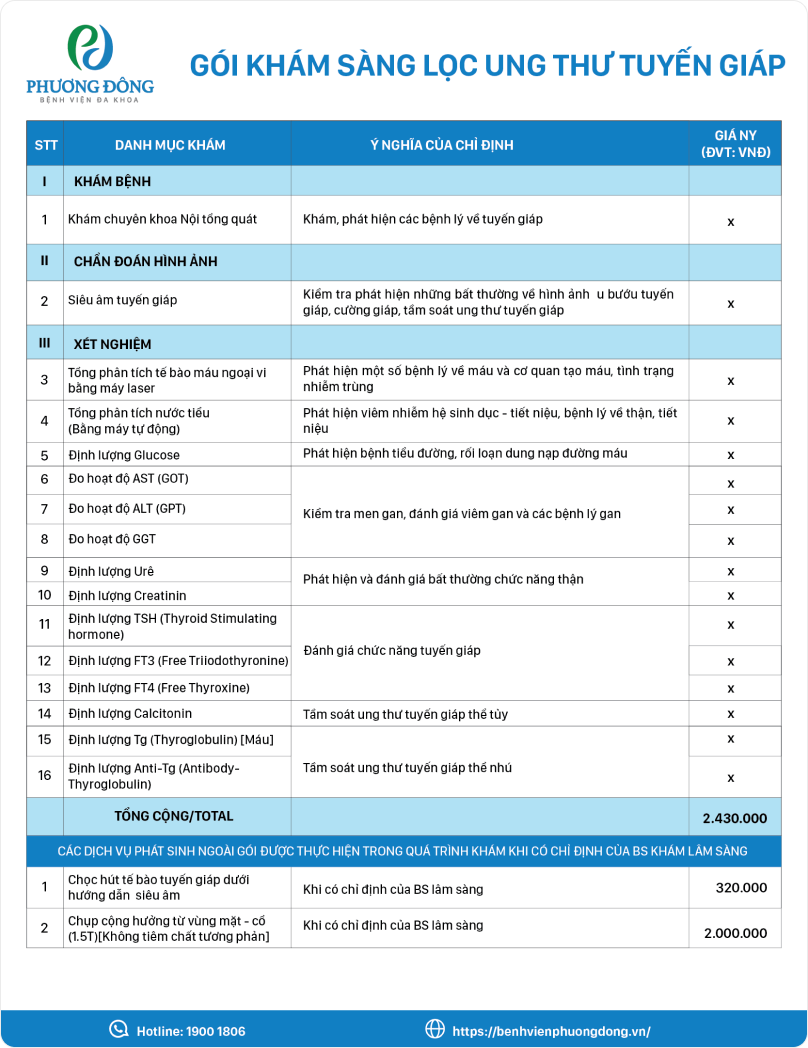 PHƯƠNG ĐÔNG
BỆNH VIỆN ĐA KHOA
GÓI KHÁM SÀNG LỌC UNG THƯ TUYẾN GIÁP
STT DANH MỤC KHÁM Ý NGHĨA CỦA CHỈ ĐỊNH GIÁ NY
(ĐVT: VNĐ)
I KHÁM BỆNH
1 Khám chuyên khoa Nội tổng quát Khám, phát hiện các bệnh lý về tuyến giáp x
II CHẨN ĐOÁN HÌNH ẢNH
2 Siêu âm tuyến giáp Kiểm tra phát hiện những bất thường về hình ảnh u bướu tuyến
giáp, cường giáp, tầm soát ung thư tuyến giáp x
III XÉT NGHIỆM
3 Tổng phân tích tế bào máu ngoại vi
bằng máy laser
Phát hiện một số bệnh lý về máu và cơ quan tạo máu, tình trạng
nhiễm trùng x
4 Tổng phân tích nước tiểu
(Bằng máy tự động)
Phát hiện viêm nhiễm hệ sinh dục - tiết niệu, bệnh lý về thận, tiết
niệu x
5 Định lượng Glucose Phát hiện bệnh tiểu đường, rối loạn dung nạp đường máu x
6 Đo hoạt độ AST (GOT) x
7 Đo hoạt độ ALT (GPT) Kiểm tra men gan, đánh giá viêm gan và các bệnh lý gan x
8 Đo hoạt độ GGT x
9 Định lượng Urê Phát hiện và đánh giá bất thường chức năng thận x
10 Định lượng Creatinin x
11 Định lượng TSH (Thyroid Stimulating
hormone) x
Đánh giá chức năng tuyến giáp
12 Định lượng FT3 (Free Triiodothyronine) x
13 Định lượng FT4 (Free Thyroxine) x
14 Định lượng Calcitonin Tầm soát ung thư tuyến giáp thể tủy x
15 Định lượng Tg (Thyroglobulin) [Máu] x
Tầm soát ung thư tuyến giáp thể nhú
16 Định lượng Anti-Tg (Antibody-
Thyroglobulin) x
TỔNG CỘNG/TOTAL 2.430.000
CÁC DỊCH VỤ PHÁT SINH NGOÀI GÓI ĐƯỢC THỰC HIỆN TRONG QUÁ TRÌNH KHÁM KHI CÓ CHỈ ĐỊNH CỦA BS KHÁM LÂM SÀNG
1 Chọc hút tế bào tuyến giáp dưới
hướng dẫn siêu âm Khi có chỉ định của BS lâm sàng 320.000
2 Chụp cộng hưởng từ vùng mặt - cổ
(1.5T)[Không tiêm chất tương phản] Khi có chỉ định của BS lâm sàng 2.000.000
Hotline: 1900 1806 https://benhvienphuongdong.vn/